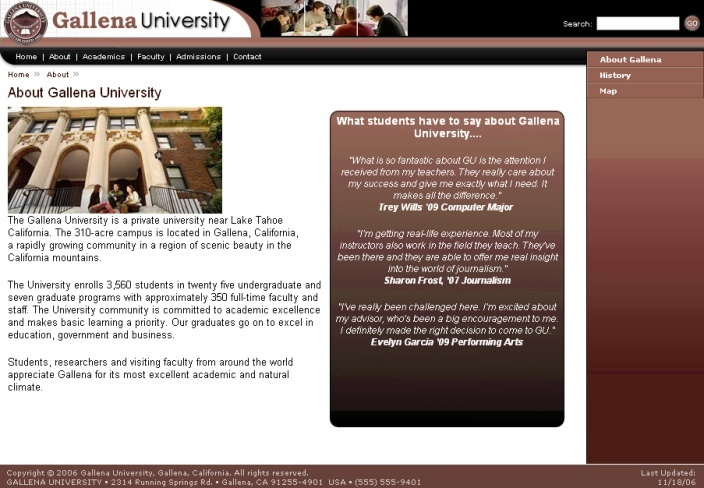 GALLENA UNIVERSITY
Gallena University
Search:
GO
Home | About | Academics | Faculty | Admissions | Contact
Home » About »
About Gallena
History
Map
About Gallena University
The Gallena University is a private university near Lake Tahoe
California. The 310-acre campus is located in Gallena, California,
a rapidly growing community in a region of scenic beauty in the
California mountains.
The University enrolls 3,560 students in twenty five undergraduate and
seven graduate programs with approximately 350 full-time faculty and
staff. The University community is committed to academic excellence
and makes basic learning a priority. Our graduates go on to excel in
education, government and business.
Students, researchers and visiting faculty from around the world
appreciate Gallena for its most excellent academic and natural
climate.
What students have to say about Gallena
University....
"What is so fantastic about GU is the attention I
received from my teachers. They really care about
my success and give me exactly what I need. It
makes all the difference."
Trey Wills '09 Computer Major
"I'm getting real-life experience. Most of my
instructors also work in the field they teach. They've
been there and they are able to offer me real insight
into the world of journalism."
Sharon Frost, '07 Journalism
"I've really been challenged here. I'm excited about
my advisor, who's been a big encouragement to me.
I definitely made the right decision to come to GU."
Evelyn Garcia '09 Performing Arts
Copyright © 2006 Gallena University, Gallena, California. All rights reserved.
GALLENA UNIVERSITY • 2314 Running Springs Rd. • Gallena, CA 91255-4901 USA • (555) 555-9401
Last Updated:
11/18/06